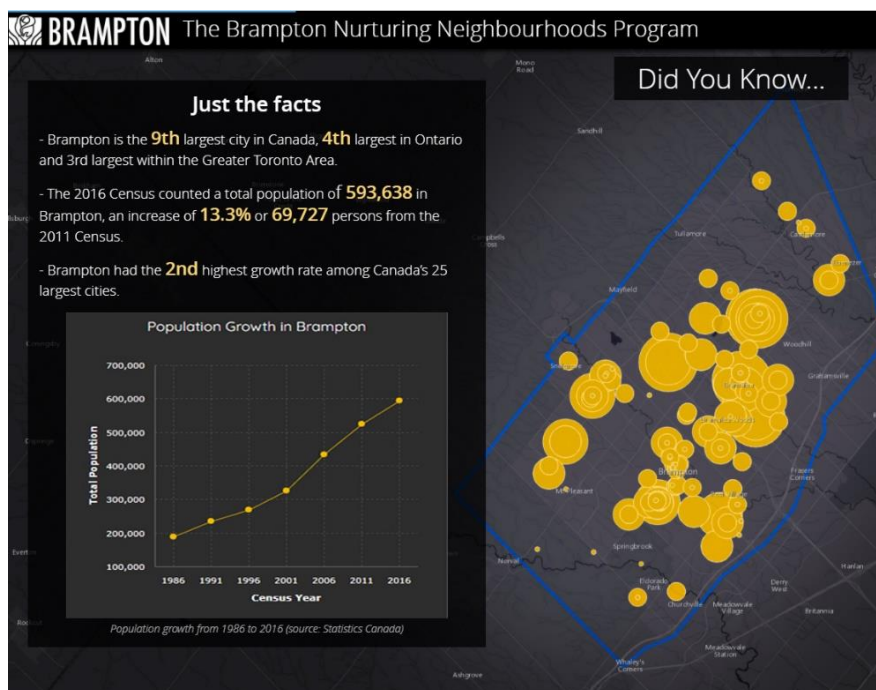 BRAMPTON The Brampton Nurturing Neighbourhoods Program
Did You Know...
Just the facts
- Brampton is the 9th largest city in Canada, 4th largest in Ontario
and 3rd largest within the Greater Toronto Area.
- The 2016 Census counted a total population of 593,638 in
Brampton, an increase of 13.3% or 69,727 persons from the
2011 Census.
- Brampton had the 2nd highest growth rate among Canada's 25
largest cities.
Population Growth in Brampton
Total Population
700,000
600,000
500,000
400,000
300,000
200,000
100,000
1986 1991 1996 2001 2006 2011 2016
Census Year
Population growth from 1986 to 2016 (source: Statistics Canada)
Alton
Mono
Road
Sandhill
Tullamore
Mayfield
Woodhill
Grahamsville
Brampton
Fraser's
Corners
Mt Pleasant
Springbrook
Norval
Huttonville
Eldorado
Park
Churchville
Meadowvale
Village
Derry
West
Hanlan
Britannia
Meadowvale
Station
Whaley's
Corners
Ashgrove